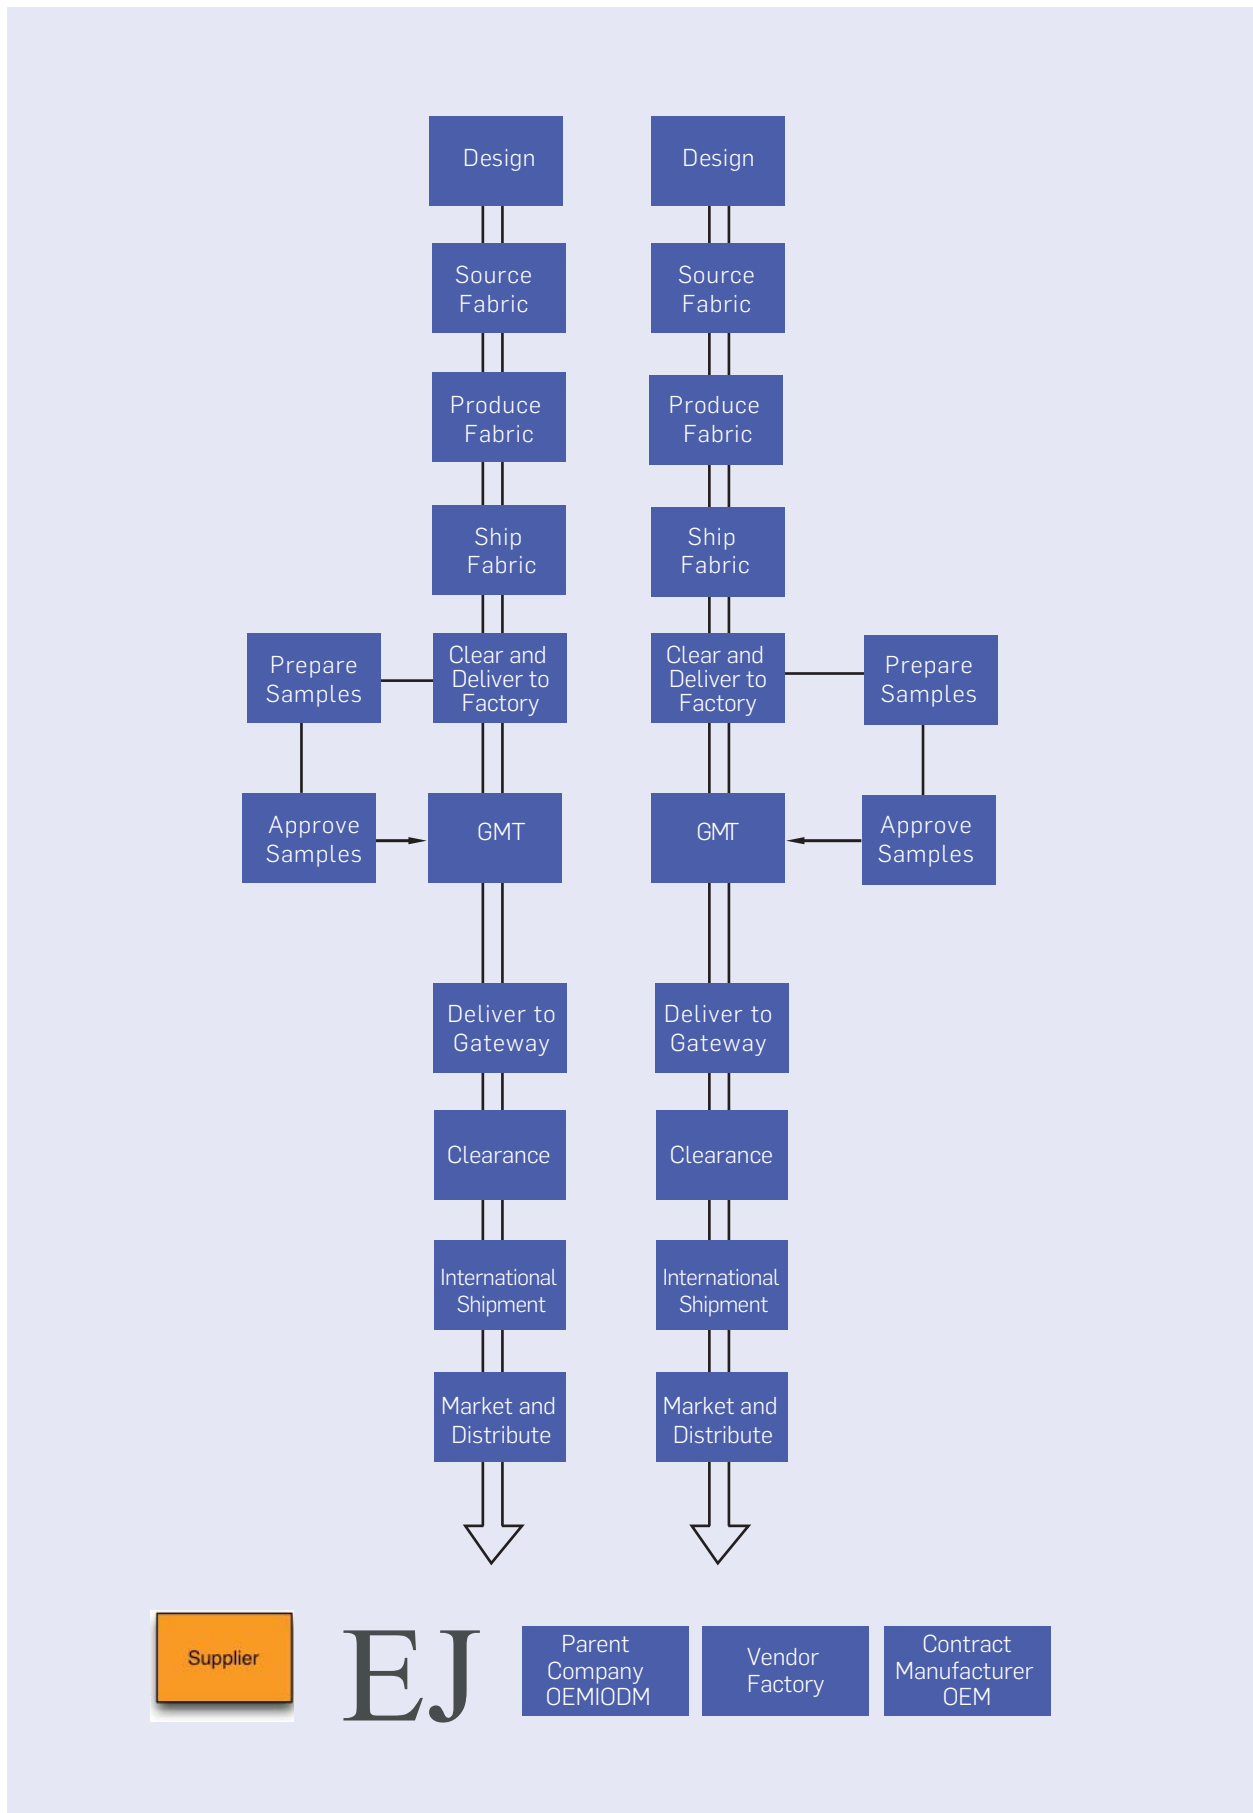 Design
Source
Fabric
Produce
Fabric
Ship
Fabric
Clear and
Deliver to
Factory
Prepare
Samples
Approve
Samples
GMT
Deliver to
Gateway
Clearance
International
Shipment
Market and
Distribute
Design
Source
Fabric
Produce
Fabric
Ship
Fabric
Clear and
Deliver to
Factory
Prepare
Samples
Approve
Samples
GMT
Deliver to
Gateway
Clearance
International
Shipment
Market and
Distribute
Supplier
EJ
Parent
Company
OEMIODM
Vendor
Factory
Contract
Manufacturer
OEM